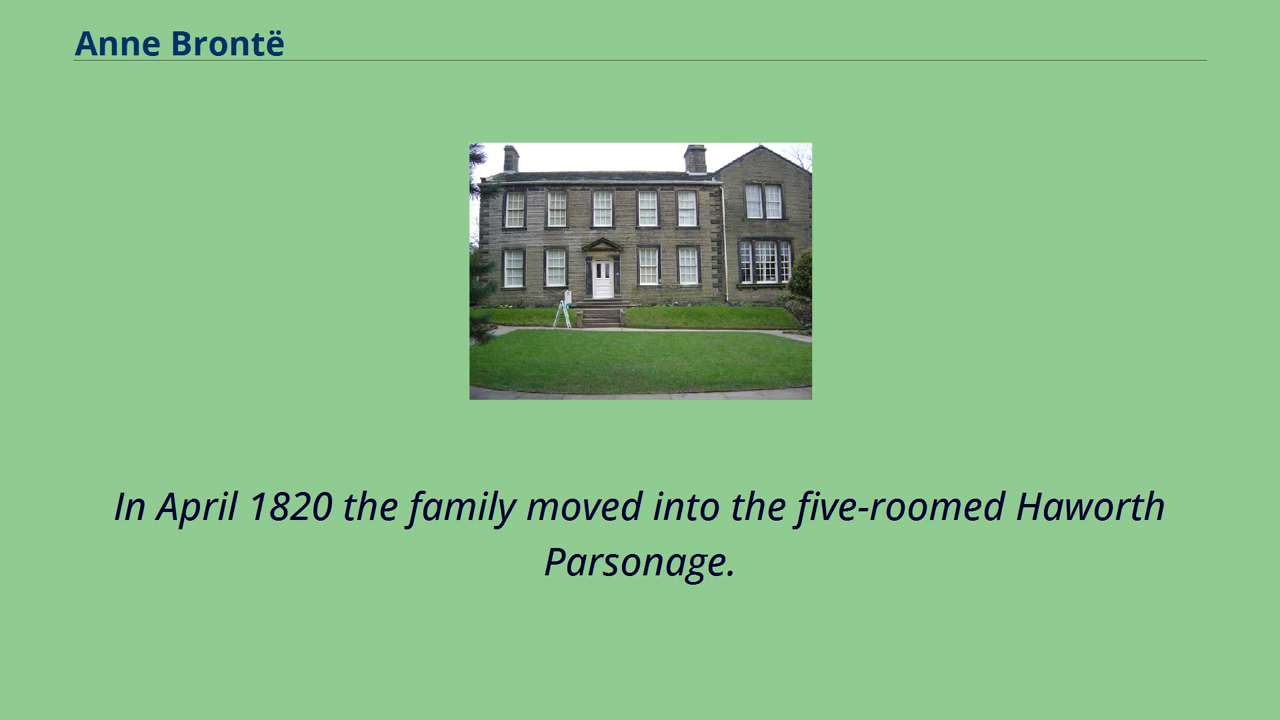 Anne Brontë
In April 1820 the family moved into the five-roomed Haworth
Parsonage.